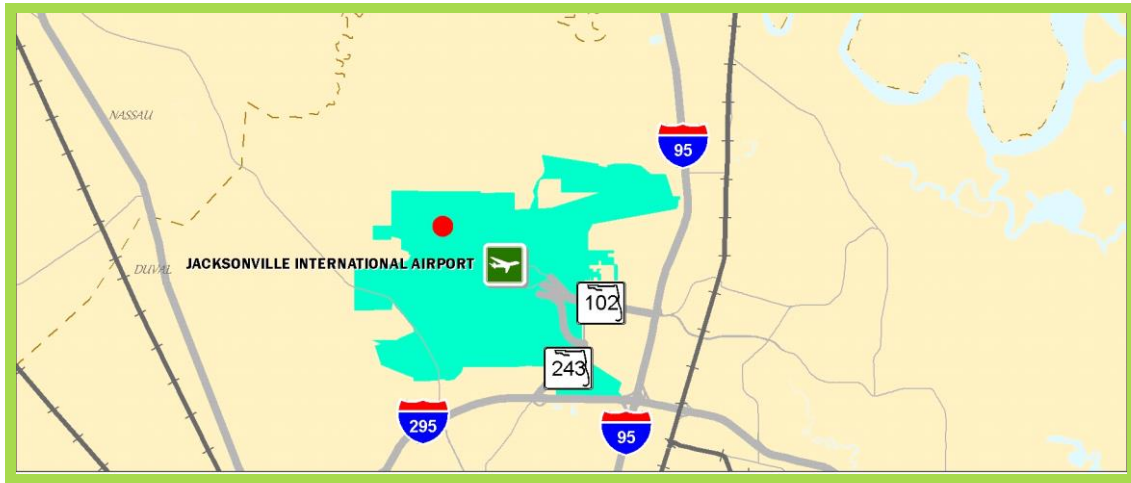 NASSAU
95
DUVAL
JACKSONVILLE INTERNATIONAL AIRPORT
102
243
295
95